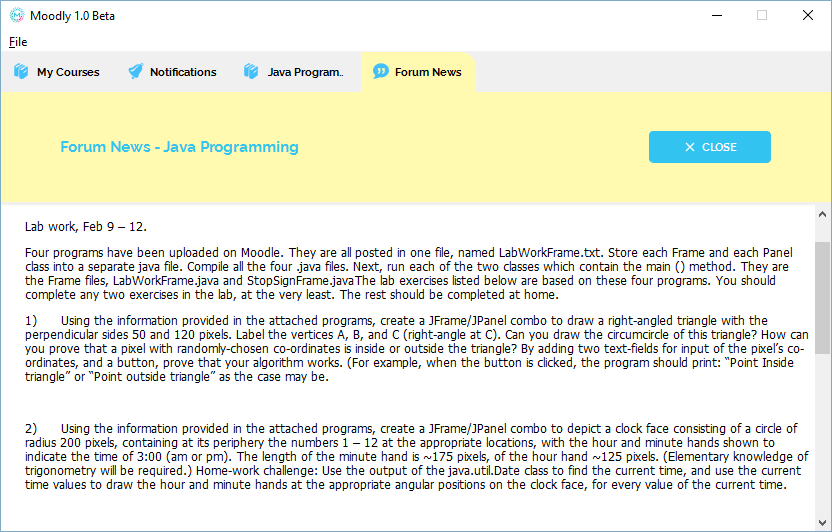 Moodly 1.0 Beta
File
My Courses
Notifications
Java Program..
Forum News
Forum News - Java Programming
CLOSE
Lab work, Feb 9 – 12.
Four programs have been uploaded on Moodle. They are all posted in one file, named LabWorkFrame.txt. Store each Frame and each Panel
class into a separate java file. Compile all the four .java files. Next, run each of the two classes which contain the main () method. They are
the Frame files, LabWorkFrame.java and StopSignFrame.javaThe lab exercises listed below are based on these four programs. You should
complete any two exercises in the lab, at the very least. The rest should be completed at home.
1) Using the information provided in the attached programs, create a JFrame/JPanel combo to draw a right-angled triangle with the
perpendicular sides 50 and 120 pixels. Label the vertices A, B, and C (right-angle at C). Can you draw the circumcircle of this triangle? How can
you prove that a pixel with randomly-chosen co-ordinates is inside or outside the triangle? By adding two text-fields for input of the pixel’s co-
ordinates, and a button, prove that your algorithm works. (For example, when the button is clicked, the program should print: “Point Inside
triangle” or “Point outside triangle” as the case may be.
2) Using the information provided in the attached programs, create a JFrame/JPanel combo to depict a clock face consisting of a circle of
radius 200 pixels, containing at its periphery the numbers 1 – 12 at the appropriate locations, with the hour and minute hands shown to
indicate the time of 3:00 (am or pm). The length of the minute hand is ~175 pixels, of the hour hand ~125 pixels. (Elementary knowledge of
trigonometry will be required.) Home-work challenge: Use the output of the java.util.Date class to find the current time, and use the current
time values to draw the hour and minute hands at the appropriate angular positions on the clock face, for every value of the current time.